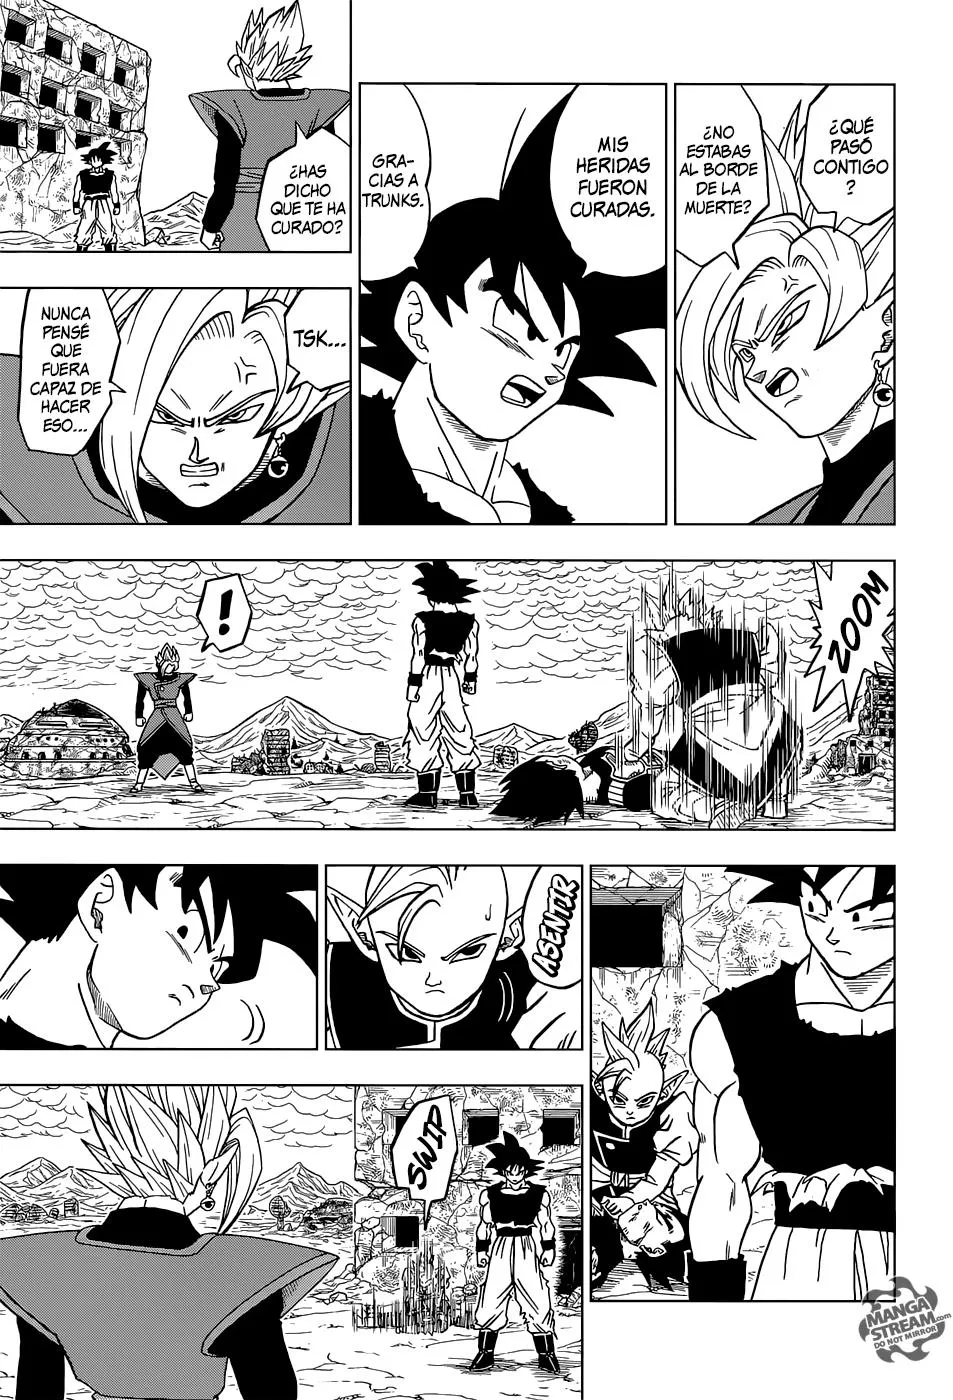 ¿QUÉ
PASÓ
CONTIGO
?
¿NO
ESTABAS
AL BORDE
DE LA
MUERTE?
MIS
HERIDAS
FUERON
CURADAS.
GRA-
CIAS A
TRUNKS.
¿HAS
DICHO
QUE TE HA
CURADO?
TSK...
NUNCA
PENSÉ QUE
FUERA
CAPAZ DE
HACER
ESO...
ZOOM
!
ASENTIR
SWIP
MANGA
STREAM.com
DO NOT MIRROR